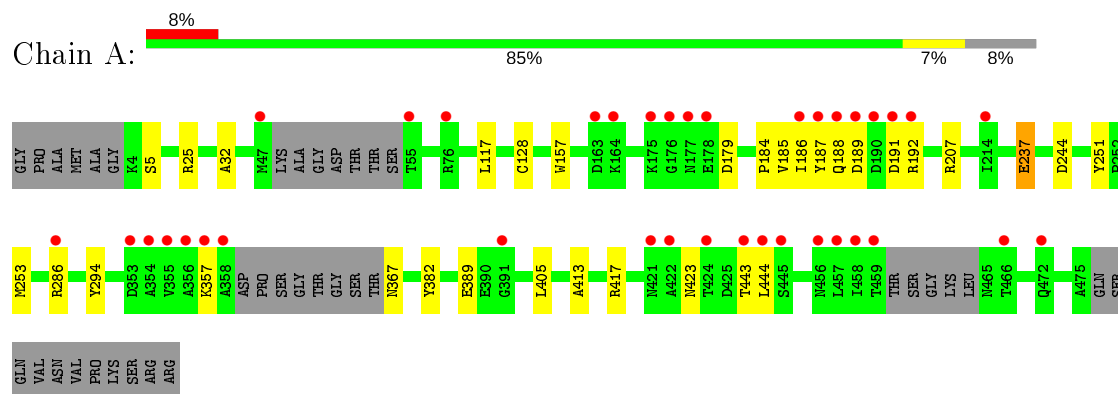 8%
Chain A:
85% 7% 8%
GLY PRO ALA MET ALA GLY K4 S5 R25 A32 M47 LYS ALA GLY ASP THR THR SER T55 R76 L117 C128 W157 D163 K164 K175 G176 N177 E178 D179 P184 V185 I186 Y187 Q188 D189 D190 D191 R192 R207 I214 E237 D244 Y251 P252
M253 R286 Y294 D353 A354 V355 A356 K357 A358 ASP PRO SER GLY THR GLY SER THR N367 Y382 E389 E390 G391 L405 A413 R417 N421 A422 N423 T424 D425 T443 L444 S445 N456 L457 I458 T459 THR SER GLY LYS LEU N465 T466 Q472 A475 GLN SER
GLN VAL ASN VAL PRO LYS SER ARG ARG